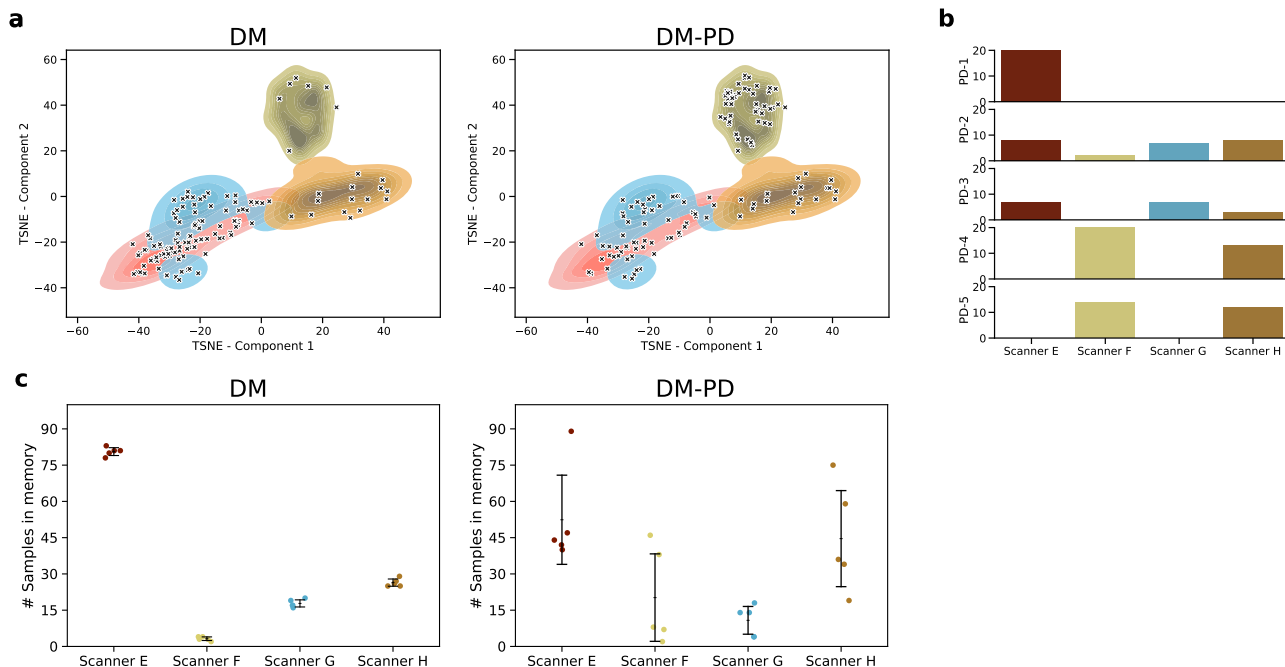 a
DM
60
40
20
0
−20
−40
−60
−40
−20
0
20
40
TSNE - Component 2
TSNE - Component 1
DM-PD
60
40
20
0
−20
−40
−60
−40
−20
0
20
40
TSNE - Component 2
TSNE - Component 1
b
20
10
0
PD-1
20
10
0
PD-2
20
10
0
PD-3
20
10
0
PD-4
20
10
0
PD-5
Scanner E
Scanner F
Scanner G
Scanner H
c
DM
90
75
60
45
30
15
0
# Samples in memory
Scanner E
Scanner F
Scanner G
Scanner H
DM-PD
90
75
60
45
30
15
0
# Samples in memory
Scanner E
Scanner F
Scanner G
Scanner H